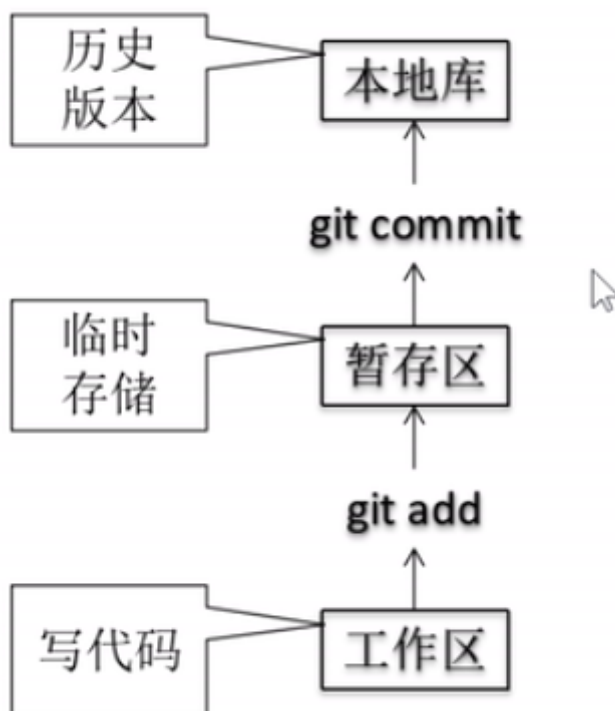 历史
版本
本地库
git commit
临时
存储
暂存区
git add
写代码
工作区